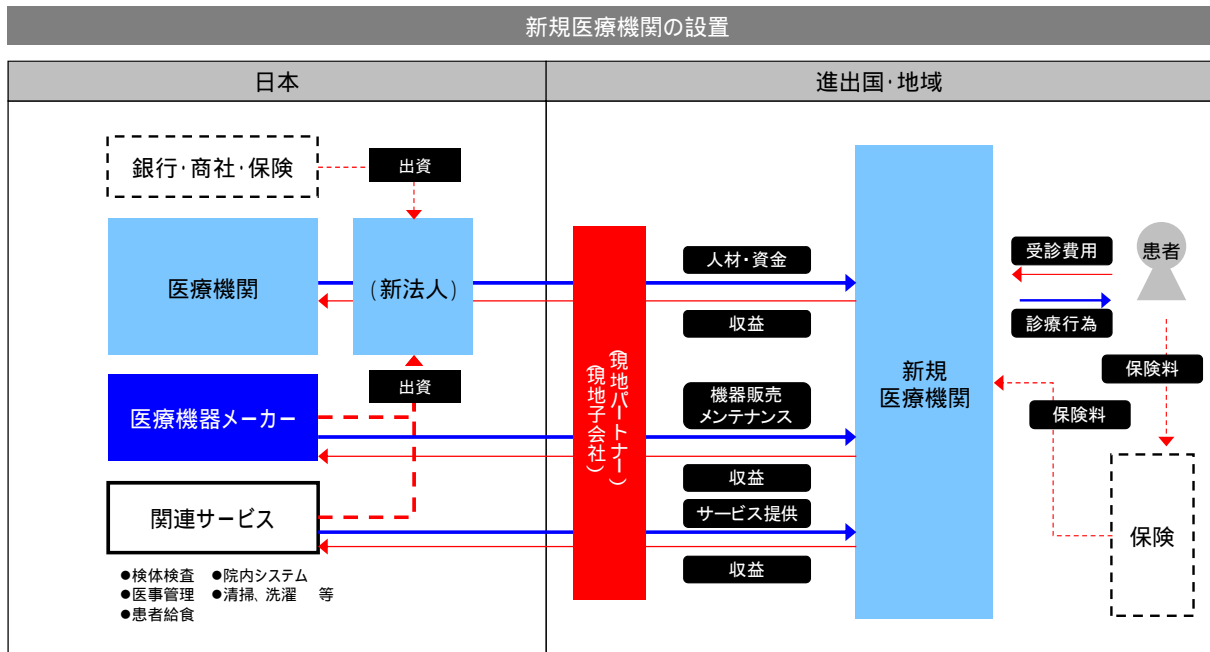 新規医療機関の設置
日本
進出国・地域
銀行・商社・保険
出資
医療機関
(新法人)
人材・資金
収益
受診費用
患者
診療行為
出資
医療機器メーカー
(現地パートナー)
(現地子会社)
機器販売
メンテナンス
収益
新規
医療機関
保険料
保険料
関連サービス
サービス提供
収益
保険
●検体検査 ●院内システム
●医事管理 ●清掃、洗濯 等
●患者給食